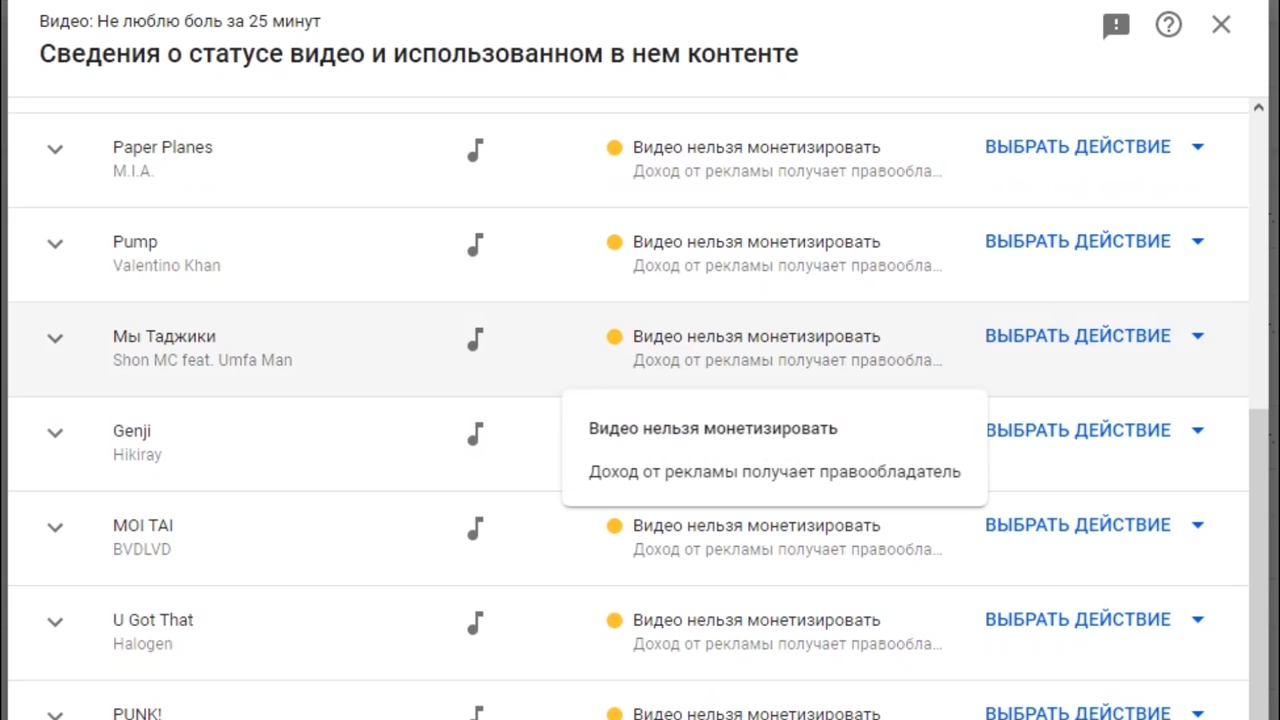 Видео: Не люблю боль за 25 минут
Сведения о статусе видео и использованном в нем контенте
Paper Planes
M.I.A.
Видео нельзя монетизировать
Доход от рекламы получает правообла...
ВЫБРАТЬ ДЕЙСТВИЕ
Pump
Valentino Khan
Видео нельзя монетизировать
Доход от рекламы получает правообла...
ВЫБРАТЬ ДЕЙСТВИЕ
Мы Таджики
Shon MC feat. Umfa Man
Видео нельзя монетизировать
Доход от рекламы получает правообла...
ВЫБРАТЬ ДЕЙСТВИЕ
Genji
Hikiray
Видео нельзя монетизировать
Доход от рекламы получает правообладатель
ВЫБРАТЬ ДЕЙСТВИЕ
MOI TAI
BVDLVD
Видео нельзя монетизировать
Доход от рекламы получает правообла...
ВЫБРАТЬ ДЕЙСТВИЕ
U Got That
Halogen
Видео нельзя монетизировать
Доход от рекламы получает правообла...
ВЫБРАТЬ ДЕЙСТВИЕ
PUNK!
Видео нельзя монетизировать
ВЫБРАТЬ ДЕЙСТВИЕ